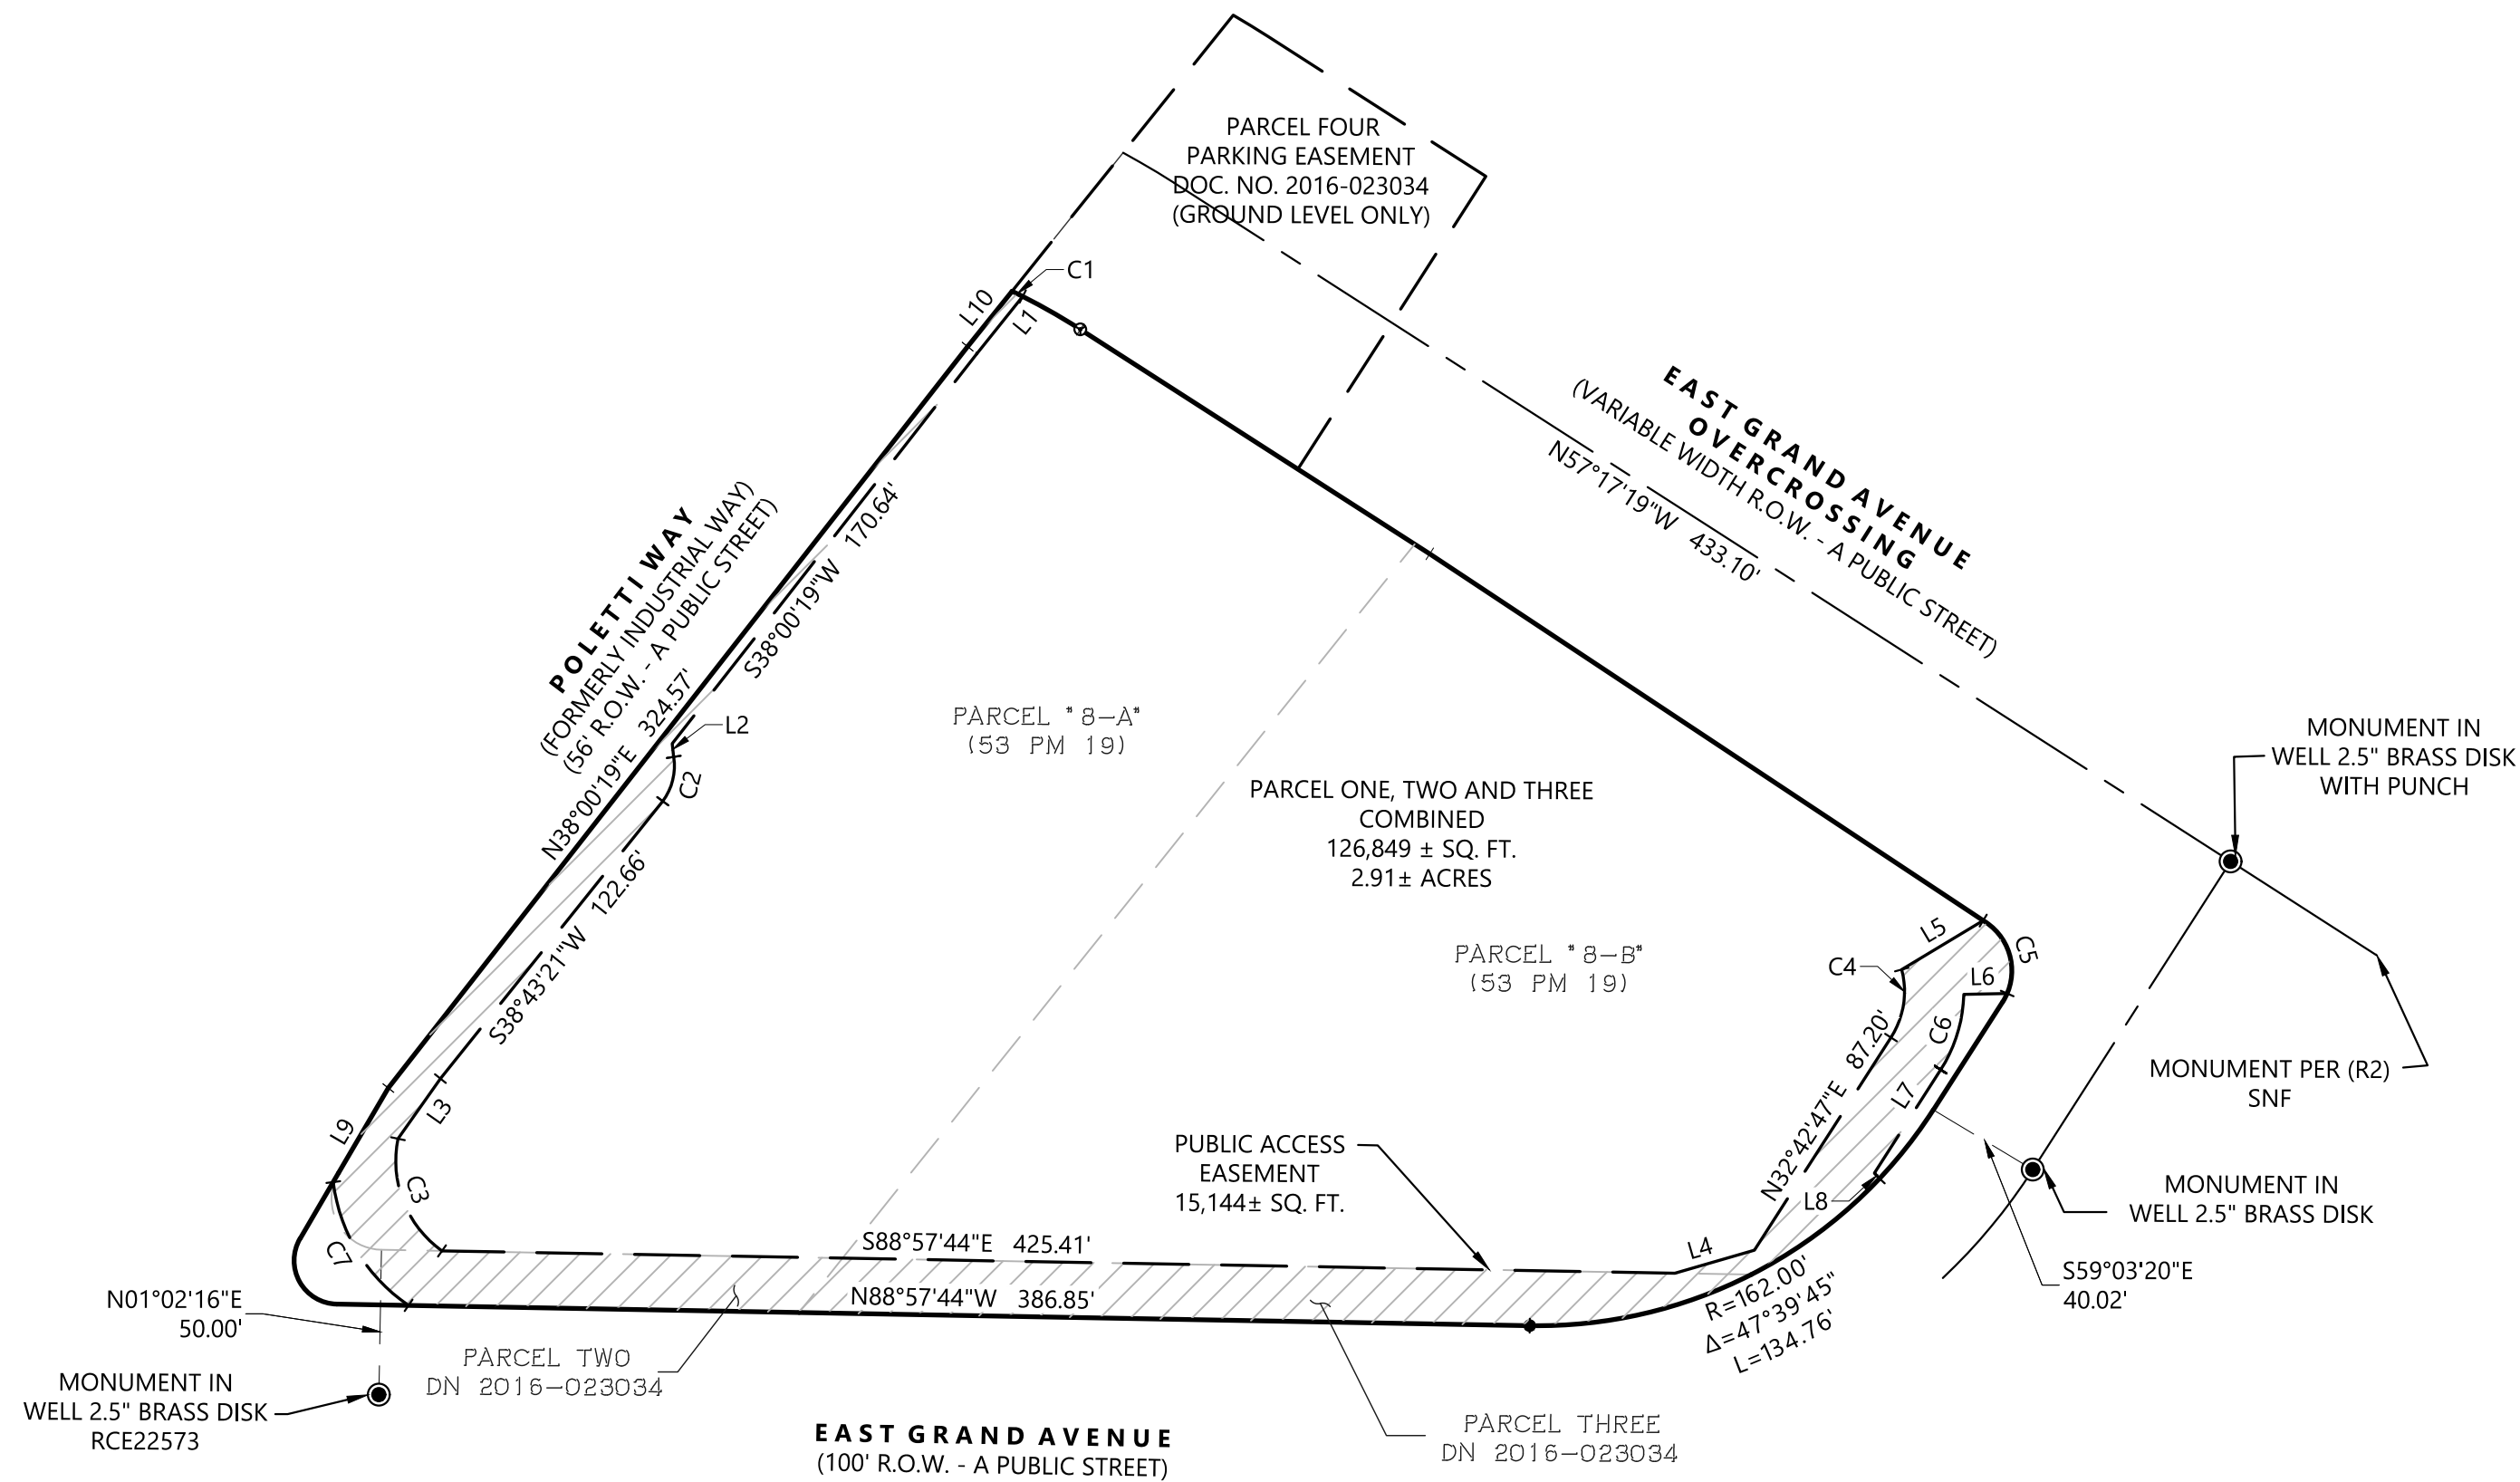 PARCEL FOUR
PARKING EASEMENT
DOC. NO. 2016-023034
(GROUND LEVEL ONLY)
C1
L10
L1
EAST GRAND AVENUE
OVERCROSSING
(VARIABLE WIDTH R.O.W. - A PUBLIC STREET)
N57°17'19"W 433.10'
POLETTI WAY
(FORMERLY INDUSTRIAL WAY)
(56' R.O.W. - A PUBLIC STREET)
N38°00'19"E 324.57'
S38°00'19"W 170.64'
L2
C2
PARCEL "8-A"
(53 PM 19)
MONUMENT IN
WELL 2.5" BRASS DISK
WITH PUNCH
PARCEL ONE, TWO AND THREE
COMBINED
126,849 ± SQ. FT.
2.91± ACRES
S38°43'21"W 122.66'
PARCEL "8-B"
(53 PM 19)
L5
C5
C4
L6
C6
N32°42'47"E 87.20'
L7
L8
MONUMENT PER (R2)
SNF
L9
L3
C3
C7
PUBLIC ACCESS
EASEMENT
15,144± SQ. FT.
MONUMENT IN
WELL 2.5" BRASS DISK
S88°57'44"E 425.41'
L4
N88°57'44"W 386.85'
R=162.00'
Δ=47°39'45"
L=134.76'
S59°03'20"E
40.02'
N01°02'16"E
50.00'
PARCEL TWO
DN 2016-023034
MONUMENT IN
WELL 2.5" BRASS DISK
RCE22573
EAST GRAND AVENUE
(100' R.O.W. - A PUBLIC STREET)
PARCEL THREE
DN 2016-023034